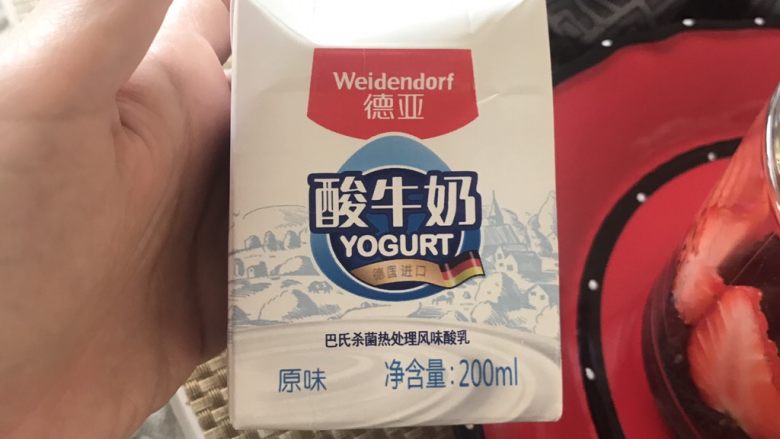 Weidendorf
德亚
酸牛奶
YOGURT
德国进口
巴氏杀菌热处理风味酸乳
原味 净含量:200ml